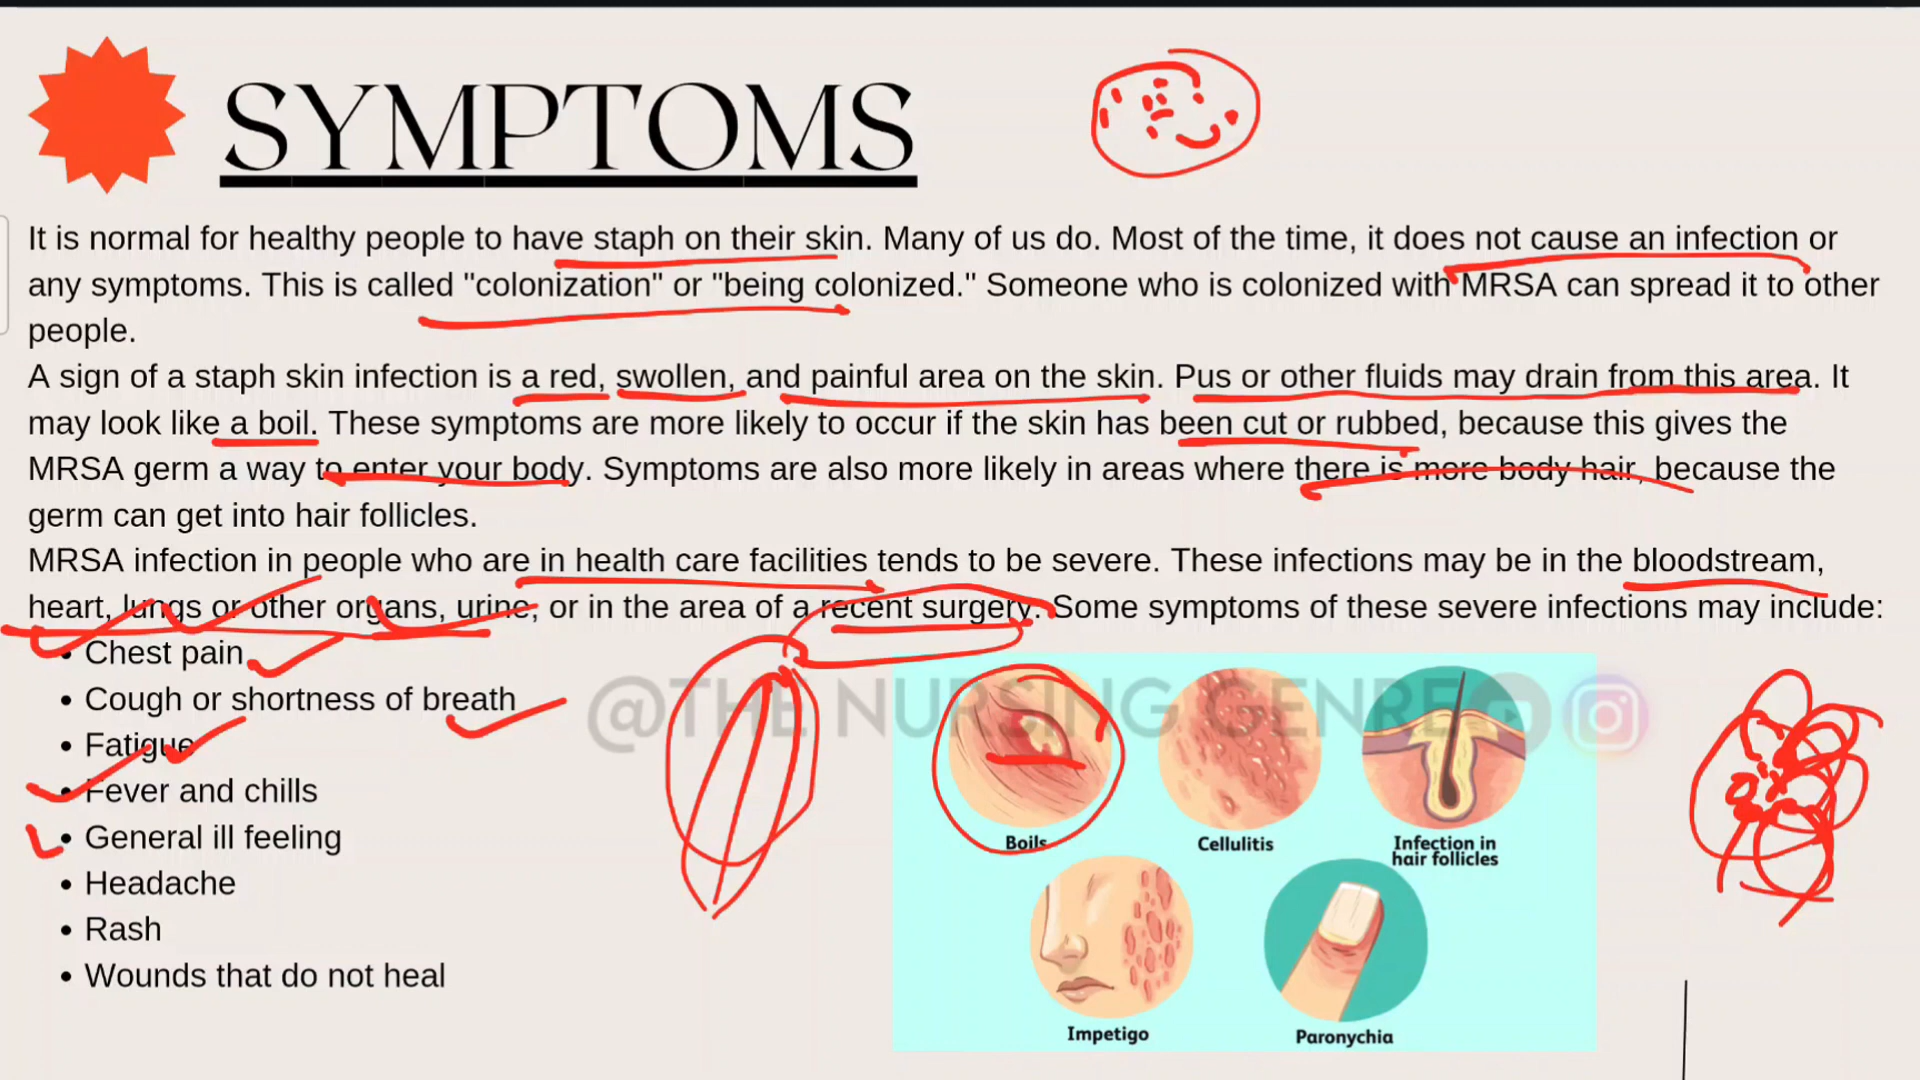 SYMPTOMS
It is normal for healthy people to have staph on their skin. Many of us do. Most of the time, it does not cause an infection or
any symptoms. This is called "colonization" or "being colonized." Someone who is colonized with MRSA can spread it to other
people.
A sign of a staph skin infection is a red, swollen, and painful area on the skin. Pus or other fluids may drain from this area. It
may look like a boil. These symptoms are more likely to occur if the skin has been cut or rubbed, because this gives the
MRSA germ a way to enter your body. Symptoms are also more likely in areas where there is more body hair, because the
germ can get into hair follicles.
MRSA infection in people who are in health care facilities tends to be severe. These infections may be in the bloodstream,
heart, lungs or other organs, urine, or in the area of a recent surgery. Some symptoms of these severe infections may include:
• Chest pain
• Cough or shortness of breath
• Fatigue
• Fever and chills
• General ill feeling
• Headache
• Rash
• Wounds that do not heal
@THE NURSING GENRE
Boils
Cellulitis
Infection in
hair follicles
Impetigo
Paronychia